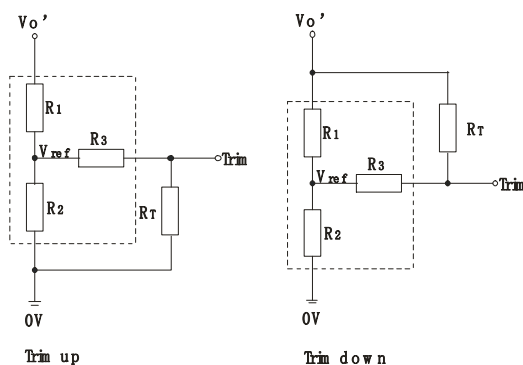 Vo'
R1
Vref
R3
Trim
R2
RT
0V
Trim up
Vo'
R1
RT
Vref
R3
Trim
R2
0V
Trim down